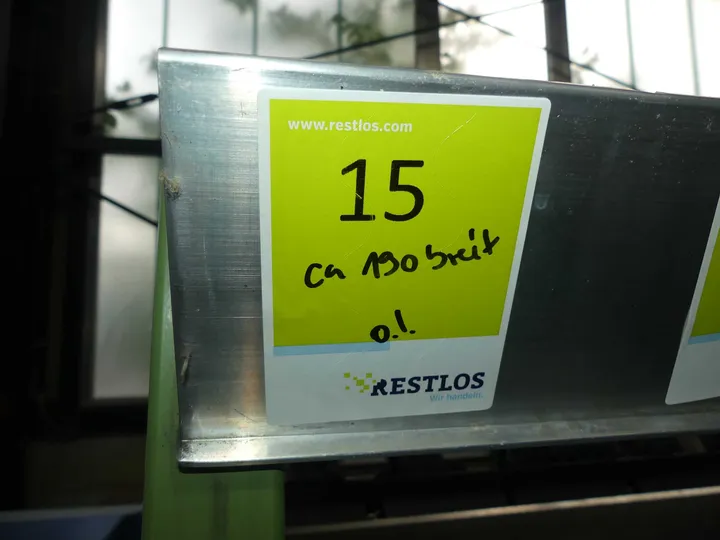 www.restlos.com
15
ca 190 breit
o.!.
RESTLOS
Wir handeln.